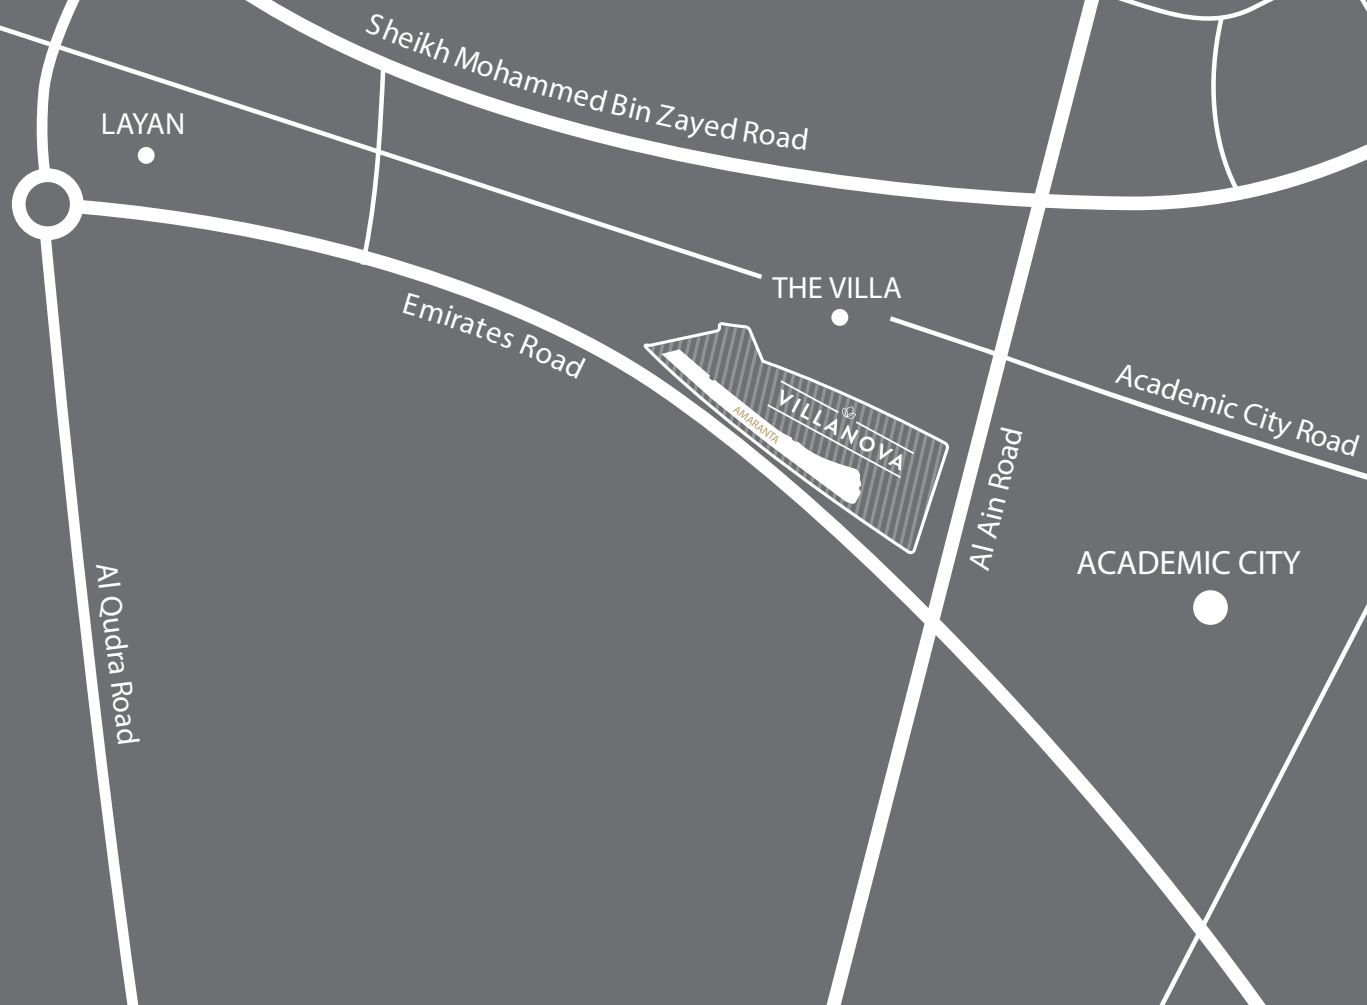 Sheikh Mohammed Bin Zayed Road
LAYAN
THE VILLA
Emirates Road
VILLANOVA
AMARANTA
Academic City Road
Al Ain Road
ACADEMIC CITY
Al Qudra Road